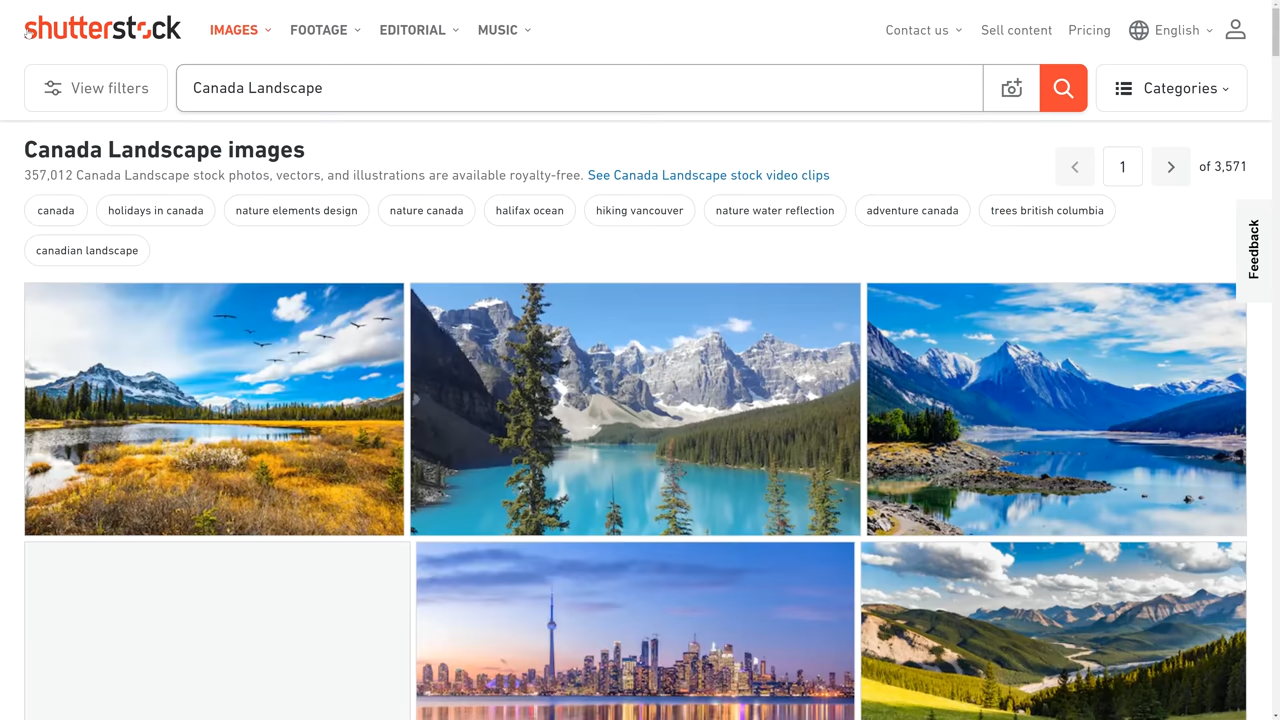 shutterstock IMAGES FOOTAGE EDITORIAL MUSIC Contact us Sell content Pricing English
View filters Canada Landscape Categories
Canada Landscape images
357,012 Canada Landscape stock photos, vectors, and illustrations are available royalty-free. See Canada Landscape stock video clips
1 of 3,571
canada holidays in canada nature elements design nature canada halifax ocean hiking vancouver nature water reflection adventure canada trees british columbia
canadian landscape
Feedback